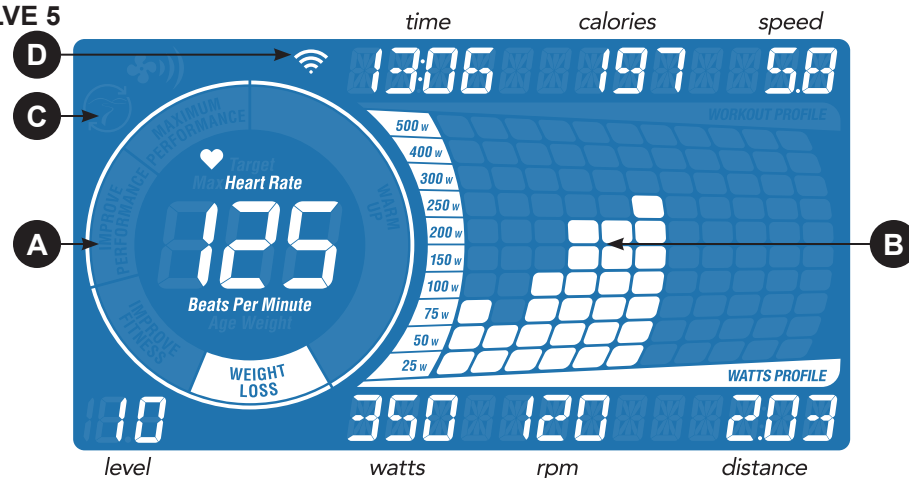 LVE 5
time calories speed
D
13:06 197 5.8
C
MAXIMUM PERFORMANCE
WORKOUT PROFILE
500 w
400 w
Target
300 w
Max Heart Rate
250 w
IMPROVE PERFORMANCE
WARM UP
200 w
A
125
B
150 w
100 w
Beats Per Minute
75 w
Age Weight
IMPROVE FITNESS
50 w
25 w
WEIGHT LOSS
WATTS PROFILE
10 350 120 2.03
level watts rpm distance